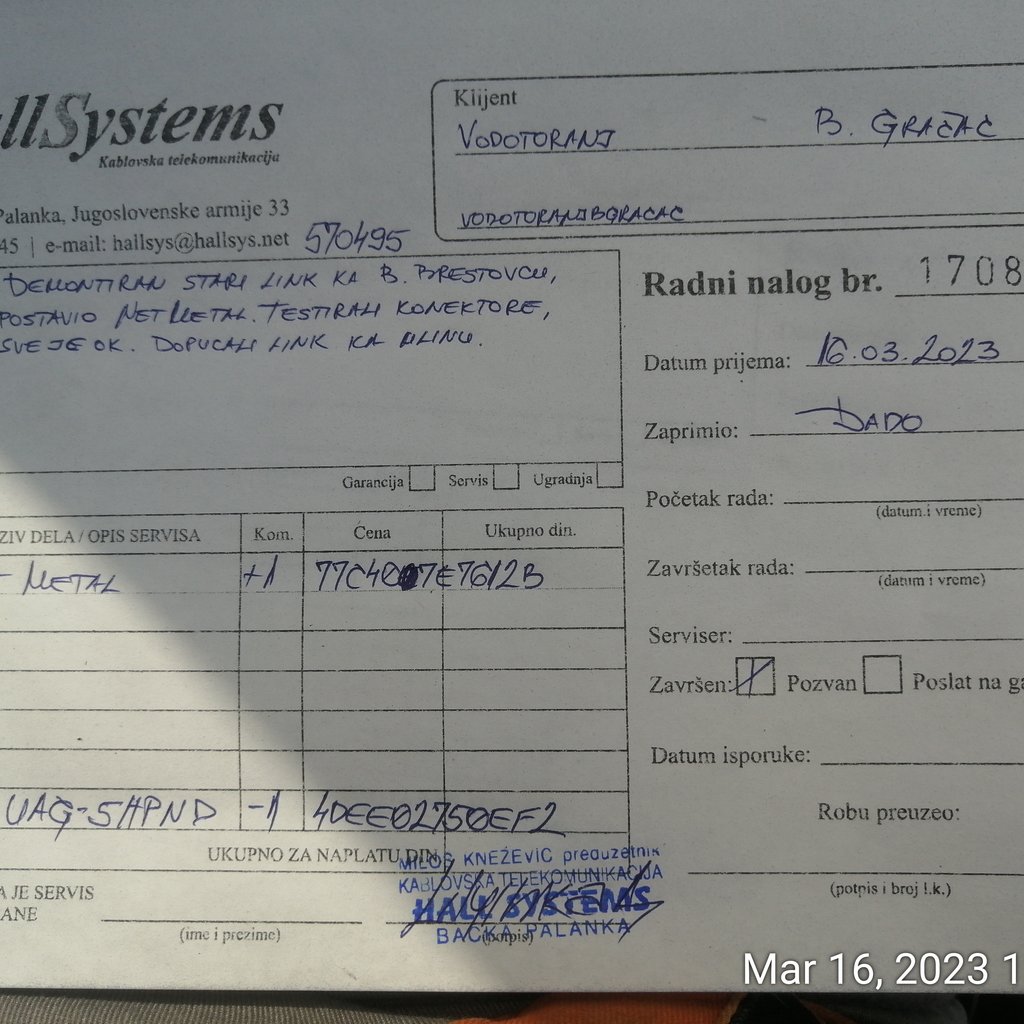 llSystems
Kablovska telekomunikacija
Palanka, Jugoslovenske armije 33
45 | e-mail: hallsys@hallsys.net 570495
Klijent
VODOTORANJ B. GRAČAC
VODOTORANJBGRACAC
DEMONTIRAN STARI LINK KA B. BRESTOVCU,
POSTAVIO NETMETAL. TESTIRALI KONEKTORE,
SVE JE OK. DOPUCALI LINK KA
Garancija Servis Ugradnja
Radni nalog br. 1708
Datum prijema: 16.03.2023
Zaprimio: DADO
Početak rada:
(datum i vreme)
Završetak rada:
(datum i vreme)
Serviser:
Završen: Pozvan Poslat na ga
Datum isporuke:
Robu preuzeo:
(potpis i broj l.k.)
ZIV DELA / OPIS SERVISA Kom. Cena Ukupno din.
- METAL +1 77C407E7612B
UAG-5HPND -1 4DEE02750EF2
UKUPNO ZA NAPLATU DIN.
MILOŠ KNEŽEVIĆ preduzetnik
KABLOVSKA TELEKOMUNIKACIJA
HALL SYSTEMS
BAČKA PALANKA
A JE SERVIS
ANE
(ime i prezime)
(potpis)
Mar 16, 2023 1